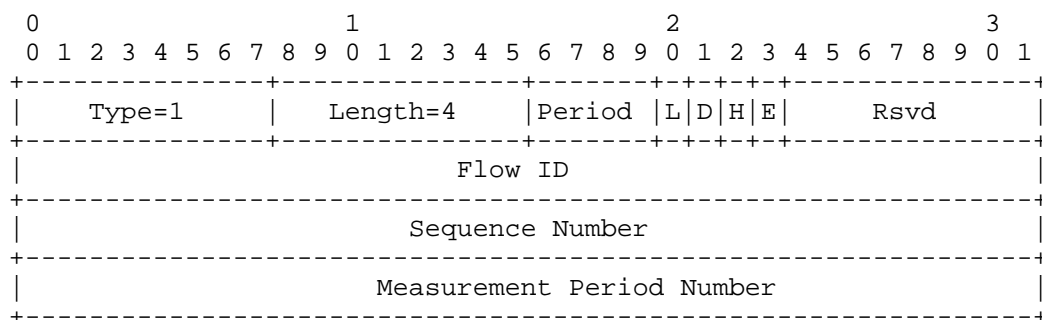 0                   1                   2                   3
 0 1 2 3 4 5 6 7 8 9 0 1 2 3 4 5 6 7 8 9 0 1 2 3 4 5 6 7 8 9 0 1
+---------------+---------------+-------+-+-+-+-+---------------+
|    Type=1     |   Length=4    |Period |L|D|H|E|     Rsvd      |
+---------------+---------------+-------+-+-+-+-+---------------+
|                           Flow ID                             |
+---------------------------------------------------------------+
|                        Sequence Number                        |
+---------------------------------------------------------------+
|                      Measurement Period Number                |
+---------------------------------------------------------------+